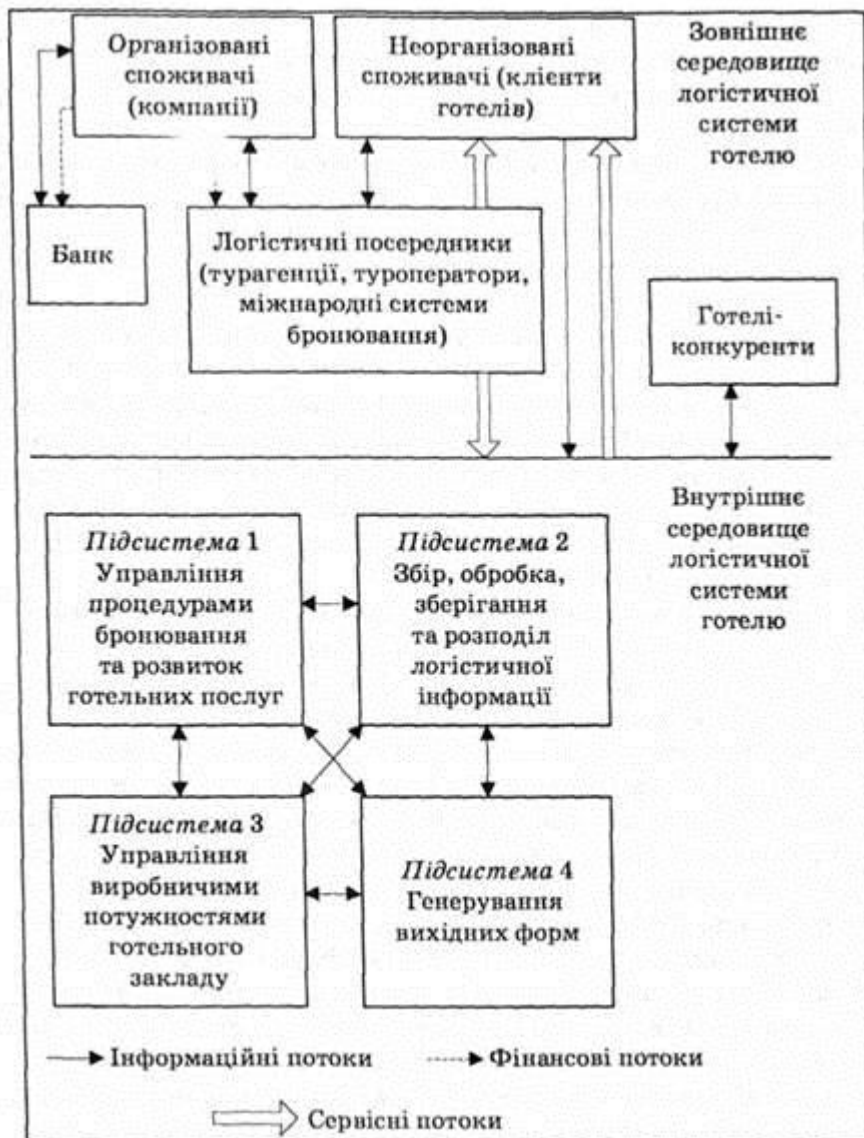 Організовані
споживачі
(компанії)
Неорганізовані
споживачі (клієнти
готелів)
Зовнішнє
середовище
логістичної
системи
готелю
Банк
Логістичні посередники
(турагенції, туроператори,
міжнародні системи
бронювання)
Готелі-
конкуренти
Внутрішнє
середовище
логістичної
системи
готелю
Підсистема 1
Управління
процедурами
бронювання
та розвиток
готельних послуг
Підсистема 2
Збір, обробка,
зберігання
та розподіл
логістичної
інформації
Підсистема 3
Управління
виробничими
потужностями
готельного
закладу
Підсистема 4
Генерування
вихідних форм
Інформаційні потоки
Фінансові потоки
Сервісні потоки